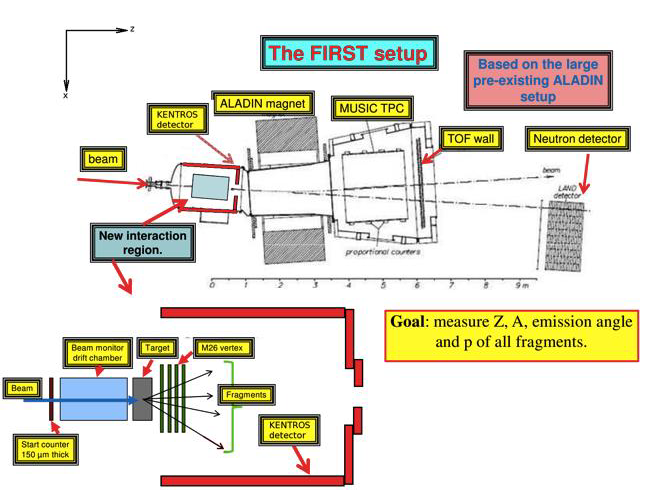 z
x
The FIRST setup
Based on the large
pre-existing ALADIN
setup
KENTROS
detector
ALADIN magnet
MUSIC TPC
TOF wall
Neutron detector
beam
beam
LAND
detector
New interaction
region.
proportional counters
0 1 2 3 4 5 6 7 8 9 m
Goal: measure Z, A, emission angle
and p of all fragments.
Beam monitor
drift chamber
Target
M26 vertex
Beam
Fragments
KENTROS
detector
Start counter
150 µm thick